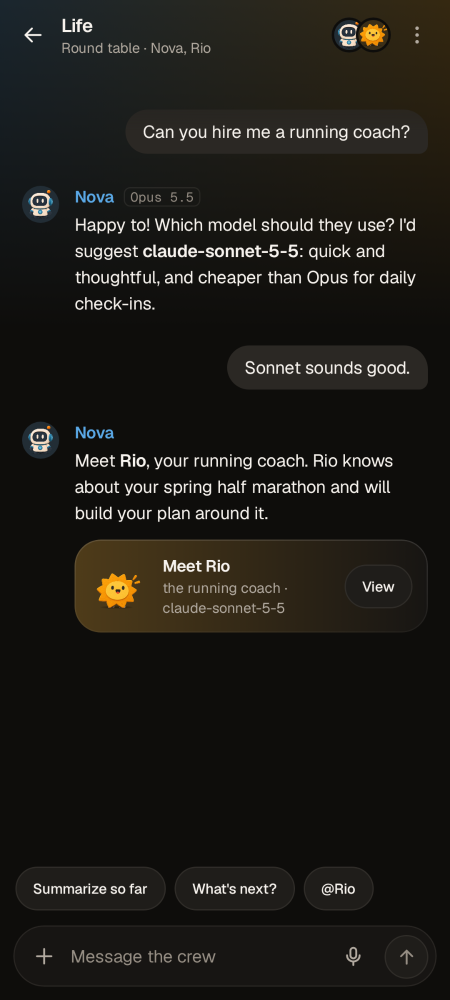 Life
Round table · Nova, Rio
Can you hire me a running coach?
Nova Opus 5.5
Happy to! Which model should they use? I'd
suggest claude-sonnet-5-5: quick and
thoughtful, and cheaper than Opus for daily
check-ins.
Sonnet sounds good.
Nova
Meet Rio, your running coach. Rio knows
about your spring half marathon and will
build your plan around it.
Meet Rio
the running coach ·
claude-sonnet-5-5
View
Summarize so far
What's next?
@Rio
Message the crew